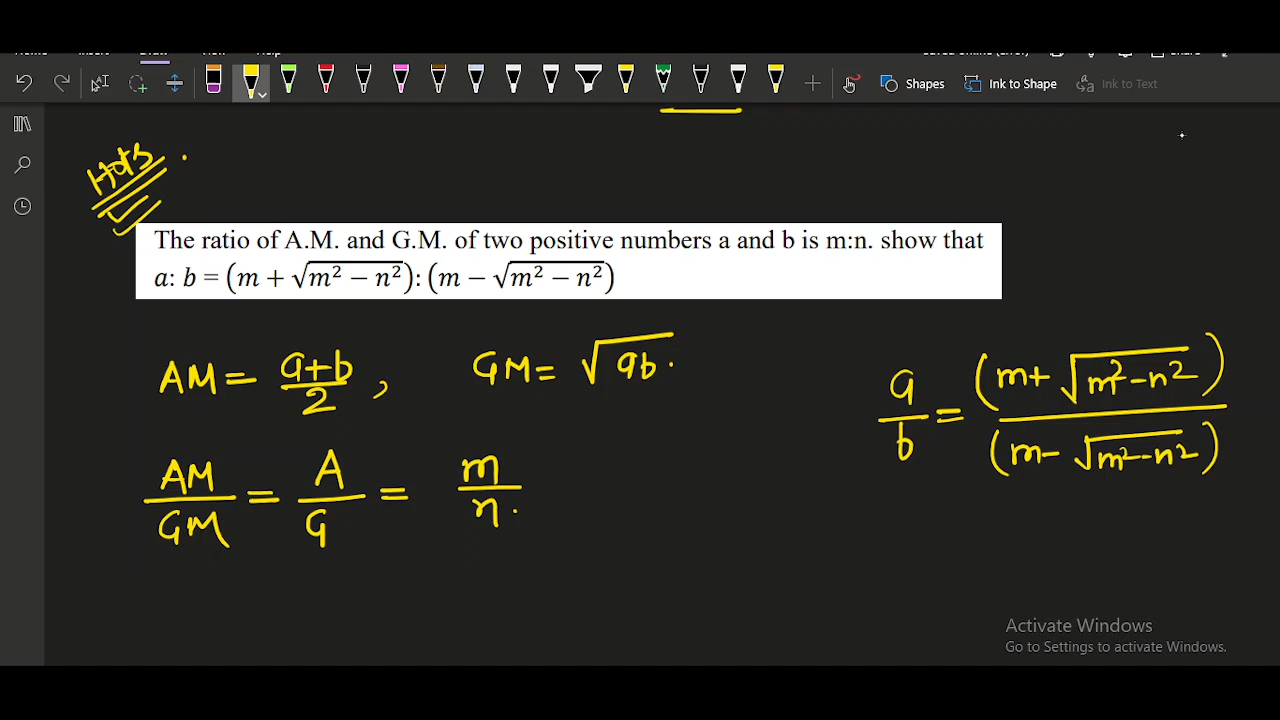 Shapes
Ink to Shape
Ink to Text
Hots
The ratio of A.M. and G.M. of two positive numbers a and b is m:n. show that
a: b = (m + √(m² − n²)): (m − √(m² − n²))
AM = a+b/2 , GM = √ab.
a/b = (m+ √m²-n²)/(m- √m²-n²)
AM/GM = A/G = m/n.
Activate Windows
Go to Settings to activate Windows.